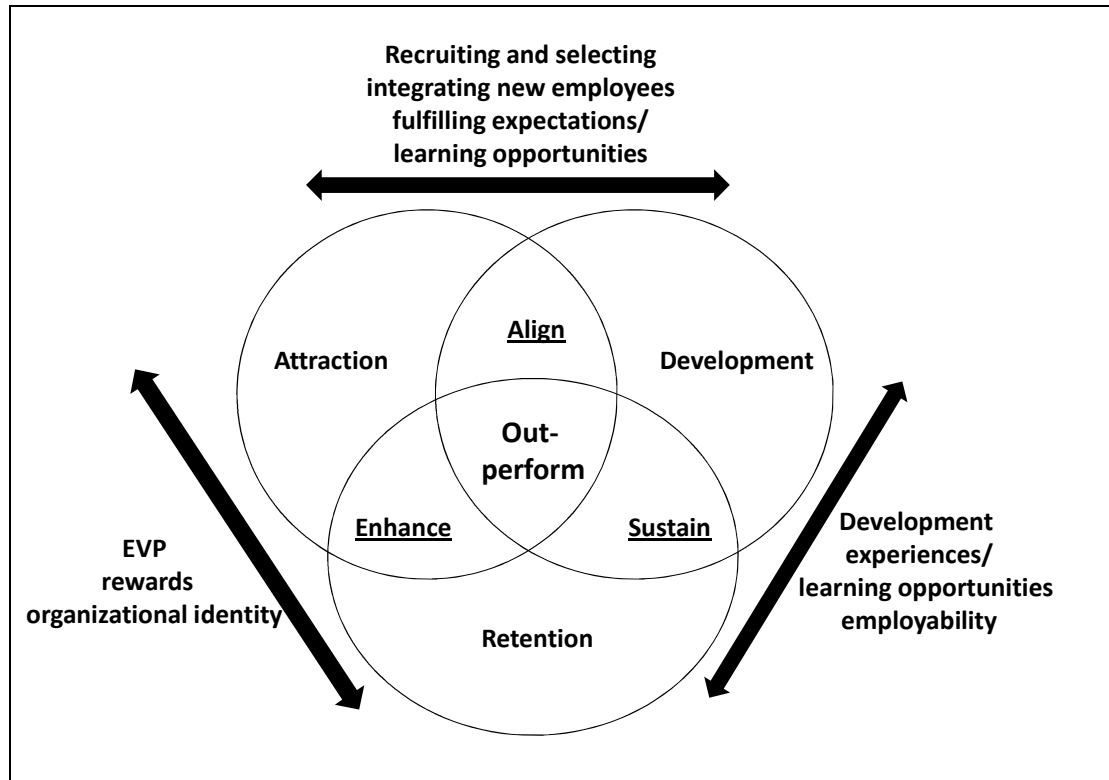 Recruiting and selecting
integrating new employees
fulfilling expectations/
learning opportunities
Align
Attraction
Development
Out-
perform
Enhance
Sustain
EVP
rewards
organizational identity
Development
experiences/
learning opportunities
employability
Retention